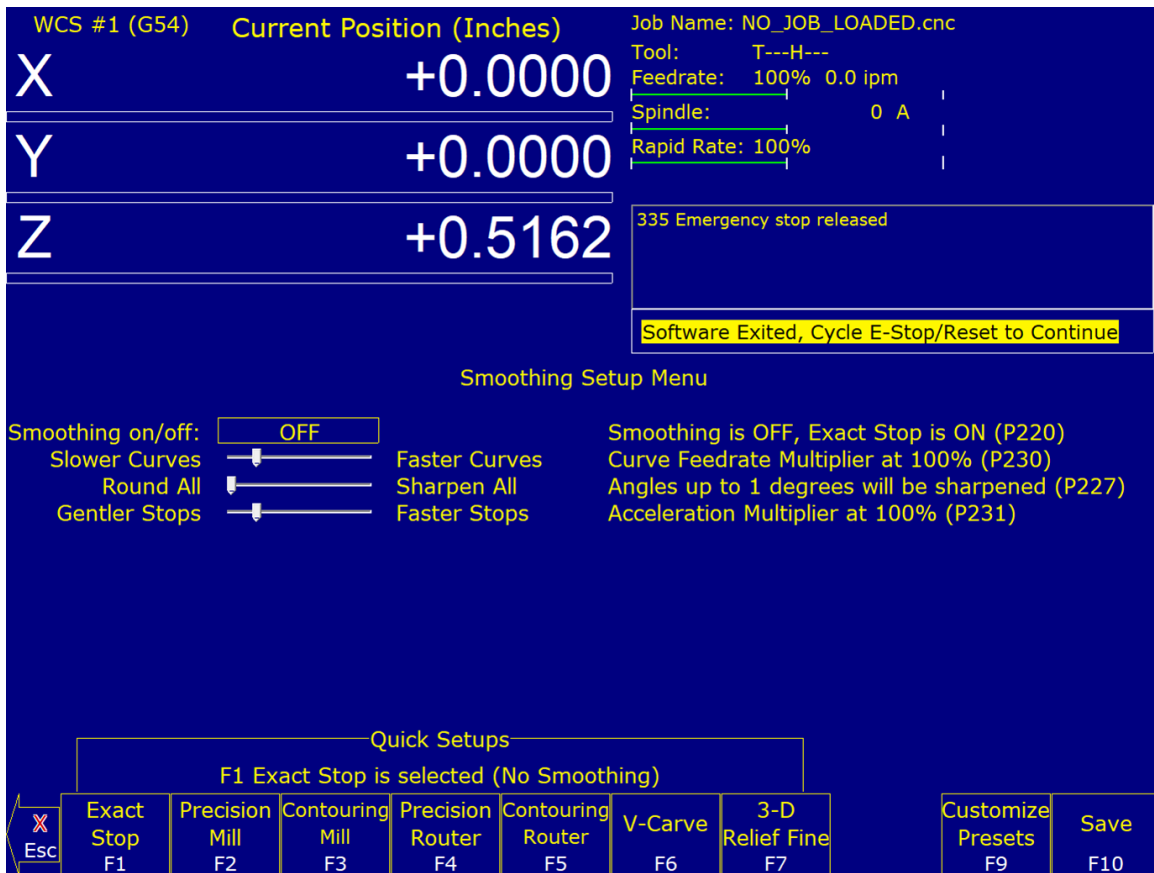 WCS #1 (G54) Current Position (Inches)
X +0.0000
Y +0.0000
Z +0.5162
Job Name: NO_JOB_LOADED.cnc
Tool: T---H---
Feedrate: 100% 0.0 ipm
Spindle: 0 A
Rapid Rate: 100%
335 Emergency stop released
Software Exited, Cycle E-Stop/Reset to Continue
Smoothing Setup Menu
Smoothing on/off: OFF Smoothing is OFF, Exact Stop is ON (P220)
Slower Curves Faster Curves Curve Feedrate Multiplier at 100% (P230)
Round All Sharpen All Angles up to 1 degrees will be sharpened (P227)
Gentler Stops Faster Stops Acceleration Multiplier at 100% (P231)
Quick Setups
F1 Exact Stop is selected (No Smoothing)
X
Esc
Exact
Stop
F1
Precision
Mill
F2
Contouring
Mill
F3
Precision
Router
F4
Contouring
Router
F5
V-Carve
F6
3-D
Relief Fine
F7
Customize
Presets
F9
Save
F10